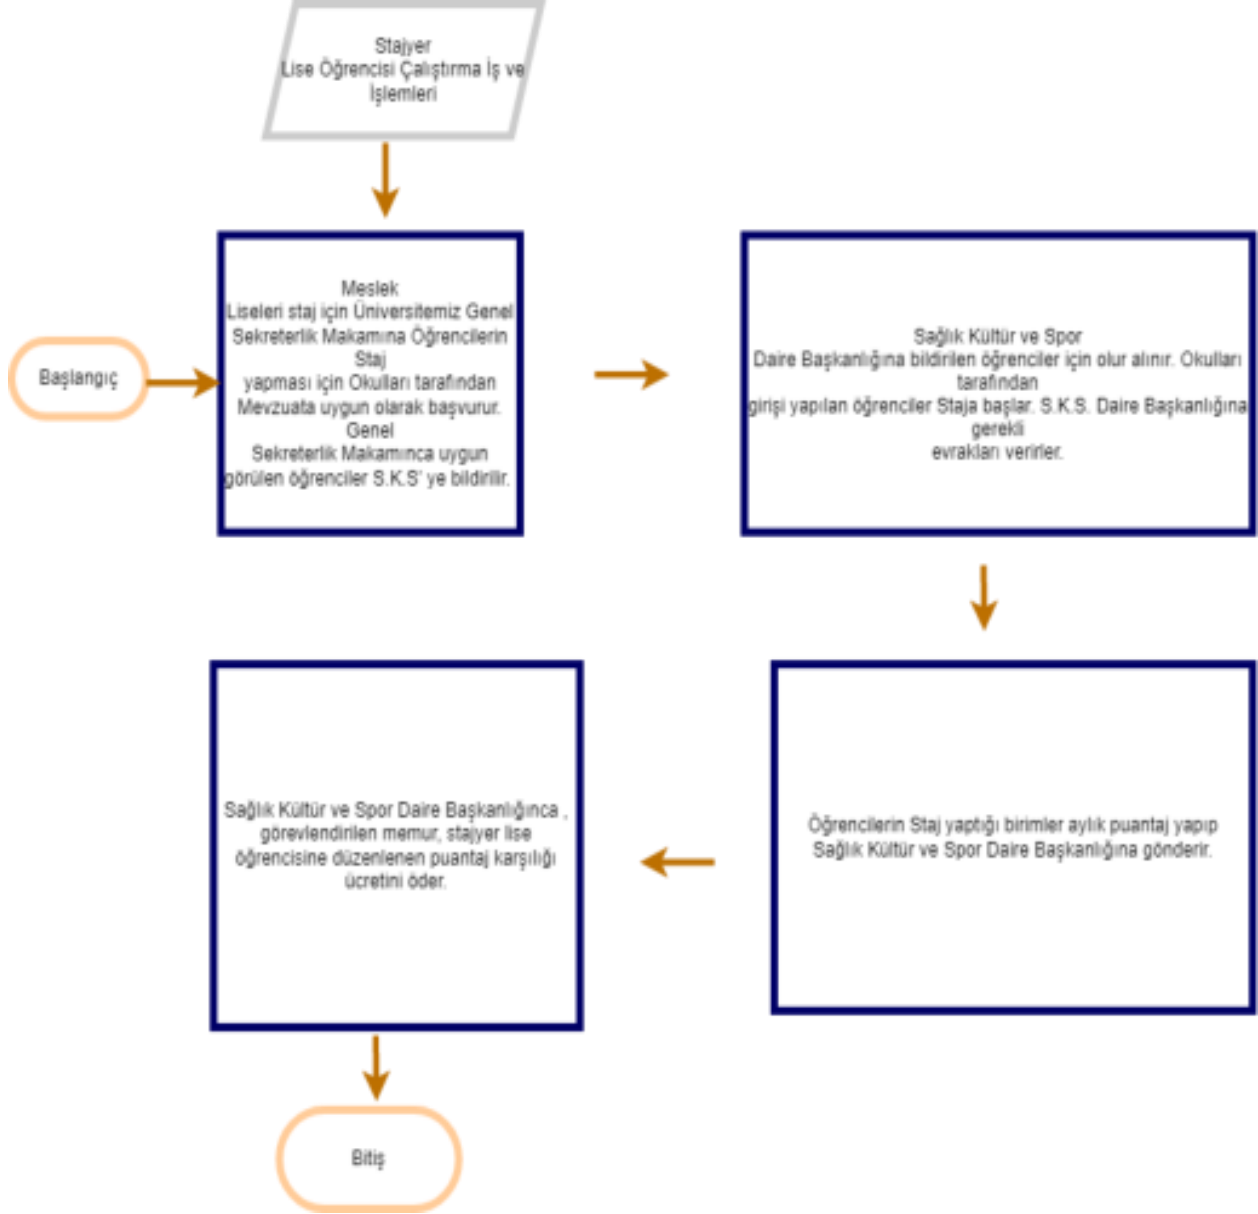 Stajyer
Lise Öğrencisi Çalıştırma İş ve
İşlemleri
Başlangıç
Meslek
Liseleri staj için Üniversitemiz Genel
Sekreterlik Makamına Öğrencilerin
Staj
yapması için Okulları tarafından
Mevzuata uygun olarak başvurur.
Genel
Sekreterlik Makamınca uygun
görülen öğrenciler S.K.S' ye bildirilir.
Sağlık Kültür ve Spor
Daire Başkanlığına bildirilen öğrenciler için olur alınır. Okulları
tarafından
girişi yapılan öğrenciler Staja başlar. S.K.S. Daire Başkanlığına
gerekli
evrakları verirler.
Öğrencilerin Staj yaptığı birimler aylık puantaj yapıp
Sağlık Kültür ve Spor Daire Başkanlığına gönderir.
Sağlık Kültür ve Spor Daire Başkanlığınca ,
görevlendirilen memur, stajyer lise
öğrencisine düzenlenen puantaj karşılığı
ücretini öder.
Bitiş